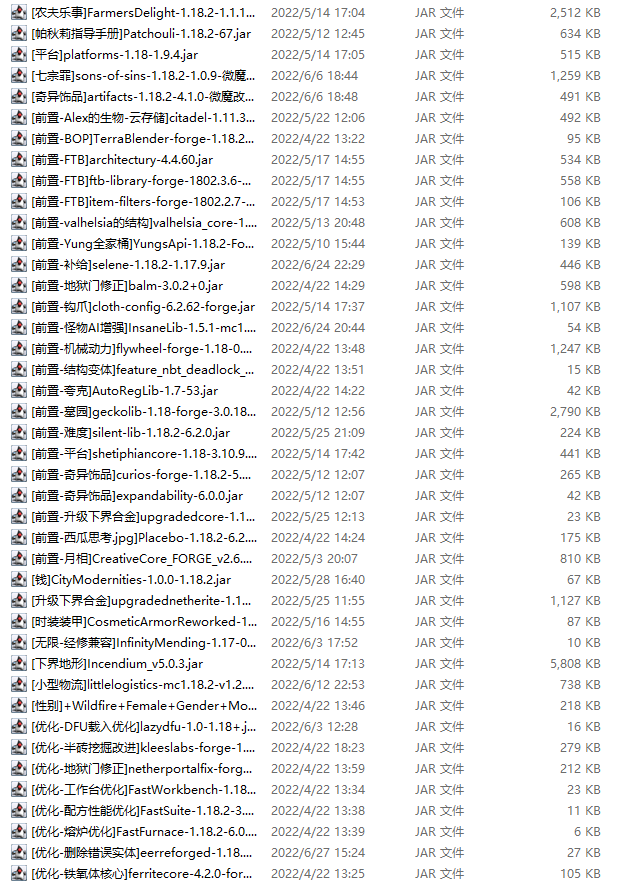 [农夫乐事]FarmersDelight-1.18.2-1.1.1... 2022/5/14 17:04 JAR 文件 2,512 KB
[帕秋莉指导手册]Patchouli-1.18.2-67.jar 2022/5/12 12:45 JAR 文件 634 KB
[平台]platforms-1.18-1.9.4.jar 2022/5/14 17:05 JAR 文件 515 KB
[七宗罪]sons-of-sins-1.18.2-1.0.9-微魔... 2022/6/6 18:44 JAR 文件 1,259 KB
[奇异饰品]artifacts-1.18.2-4.1.0-微魔改... 2022/6/6 18:48 JAR 文件 491 KB
[前置-Alex的生物-云存储]citadel-1.11.3... 2022/5/22 12:06 JAR 文件 492 KB
[前置-BOP]TerraBlender-forge-1.18.2... 2022/4/22 13:22 JAR 文件 95 KB
[前置-FTB]architectury-4.4.60.jar 2022/5/17 14:55 JAR 文件 534 KB
[前置-FTB]ftb-library-forge-1802.3.6-... 2022/5/17 14:55 JAR 文件 558 KB
[前置-FTB]item-filters-forge-1802.2.7-... 2022/5/17 14:53 JAR 文件 106 KB
[前置-valhelsia的结构]valhelsia_core-1.... 2022/5/13 20:48 JAR 文件 608 KB
[前置-Yung全家桶]YungsApi-1.18.2-Fo... 2022/5/10 15:44 JAR 文件 139 KB
[前置-补给]selene-1.18.2-1.17.9.jar 2022/6/24 22:29 JAR 文件 446 KB
[前置-地狱门修正]balm-3.0.2+0.jar 2022/4/22 14:29 JAR 文件 598 KB
[前置-钩爪]cloth-config-6.2.62-forge.jar 2022/5/14 17:37 JAR 文件 1,107 KB
[前置-怪物AI增强]InsaneLib-1.5.1-mc1.... 2022/6/24 20:44 JAR 文件 54 KB
[前置-机械动力]flywheel-forge-1.18-0.... 2022/4/22 13:48 JAR 文件 1,247 KB
[前置-结构变体]feature_nbt_deadlock_... 2022/4/22 13:51 JAR 文件 15 KB
[前置-夸克]AutoRegLib-1.7-53.jar 2022/4/22 14:22 JAR 文件 42 KB
[前置-墓园]geckolib-1.18-forge-3.0.18... 2022/5/12 12:56 JAR 文件 2,790 KB
[前置-难度]silent-lib-1.18.2-6.2.0.jar 2022/5/25 21:09 JAR 文件 224 KB
[前置-平台]shetiphiancore-1.18-3.10.9.... 2022/5/14 17:42 JAR 文件 441 KB
[前置-奇异饰品]curios-forge-1.18.2-5.... 2022/5/12 12:07 JAR 文件 265 KB
[前置-奇异饰品]expandability-6.0.0.jar 2022/5/12 12:07 JAR 文件 42 KB
[前置-升级下界合金]upgradedcore-1.1... 2022/5/25 12:13 JAR 文件 23 KB
[前置-西瓜思考.jpg]Placebo-1.18.2-6.2.... 2022/4/22 14:24 JAR 文件 175 KB
[前置-月相]CreativeCore_FORGE_v2.6.... 2022/5/3 20:07 JAR 文件 810 KB
[钱]CityModernities-1.0.0-1.18.2.jar 2022/5/28 16:40 JAR 文件 67 KB
[升级下界合金]upgradednetherite-1.1... 2022/5/25 11:55 JAR 文件 1,127 KB
[时装装甲]CosmeticArmorReworked-1... 2022/5/16 14:55 JAR 文件 87 KB
[无限-经修兼容]InfinityMending-1.17-0... 2022/6/3 17:52 JAR 文件 10 KB
[下界地形]Incendium_v5.0.3.jar 2022/5/14 17:13 JAR 文件 5,808 KB
[小型物流]littlelogistics-mc1.18.2-v1.2.... 2022/6/12 22:53 JAR 文件 738 KB
[性别]+Wildfire+Female+Gender+Mo... 2022/4/22 13:46 JAR 文件 218 KB
[优化-DFU载入优化]lazydfu-1.0-1.18+.j... 2022/6/3 12:28 JAR 文件 16 KB
[优化-半砖挖掘改进]kleeslabs-forge-1.... 2022/4/22 18:23 JAR 文件 279 KB
[优化-地狱门修正]netherportalfix-forg... 2022/4/22 13:59 JAR 文件 212 KB
[优化-工作台优化]FastWorkbench-1.18... 2022/4/22 13:34 JAR 文件 23 KB
[优化-配方性能优化]FastSuite-1.18.2-3.... 2022/4/22 13:38 JAR 文件 11 KB
[优化-熔炉优化]FastFurnace-1.18.2-6.0.... 2022/4/22 13:39 JAR 文件 6 KB
[优化-删除错误实体]eerreforged-1.18.... 2022/6/27 15:24 JAR 文件 27 KB
[优化-铁氧体核心]ferritecore-4.2.0-for... 2022/4/22 13:25 JAR 文件 105 KB